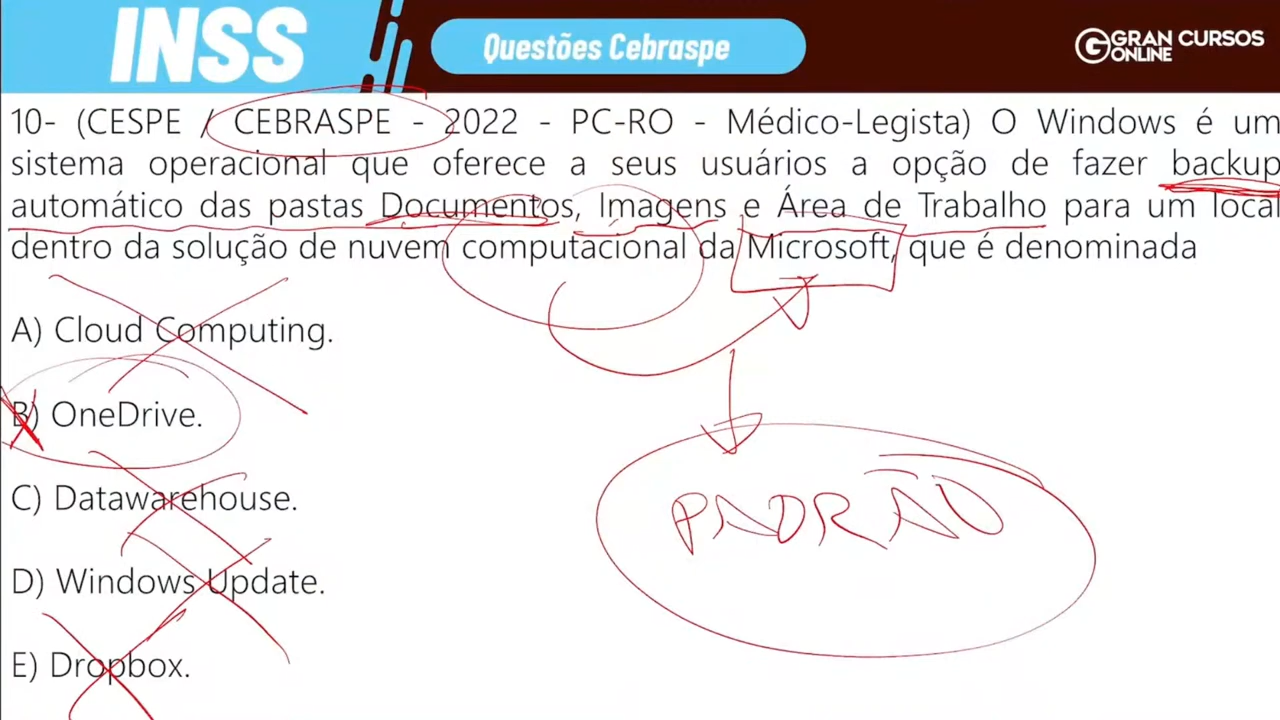 INSS
Questões Cebraspe
GRAN CURSOS
ONLINE
10- (CESPE / CEBRASPE - 2022 - PC-RO - Médico-Legista) O Windows é um
sistema operacional que oferece a seus usuários a opção de fazer backup
automático das pastas Documentos, Imagens e Área de Trabalho para um local
dentro da solução de nuvem computacional da Microsoft, que é denominada
A) Cloud Computing.
B) OneDrive.
C) Datawarehouse.
PADRÃO
D) Windows Update.
E) Dropbox.